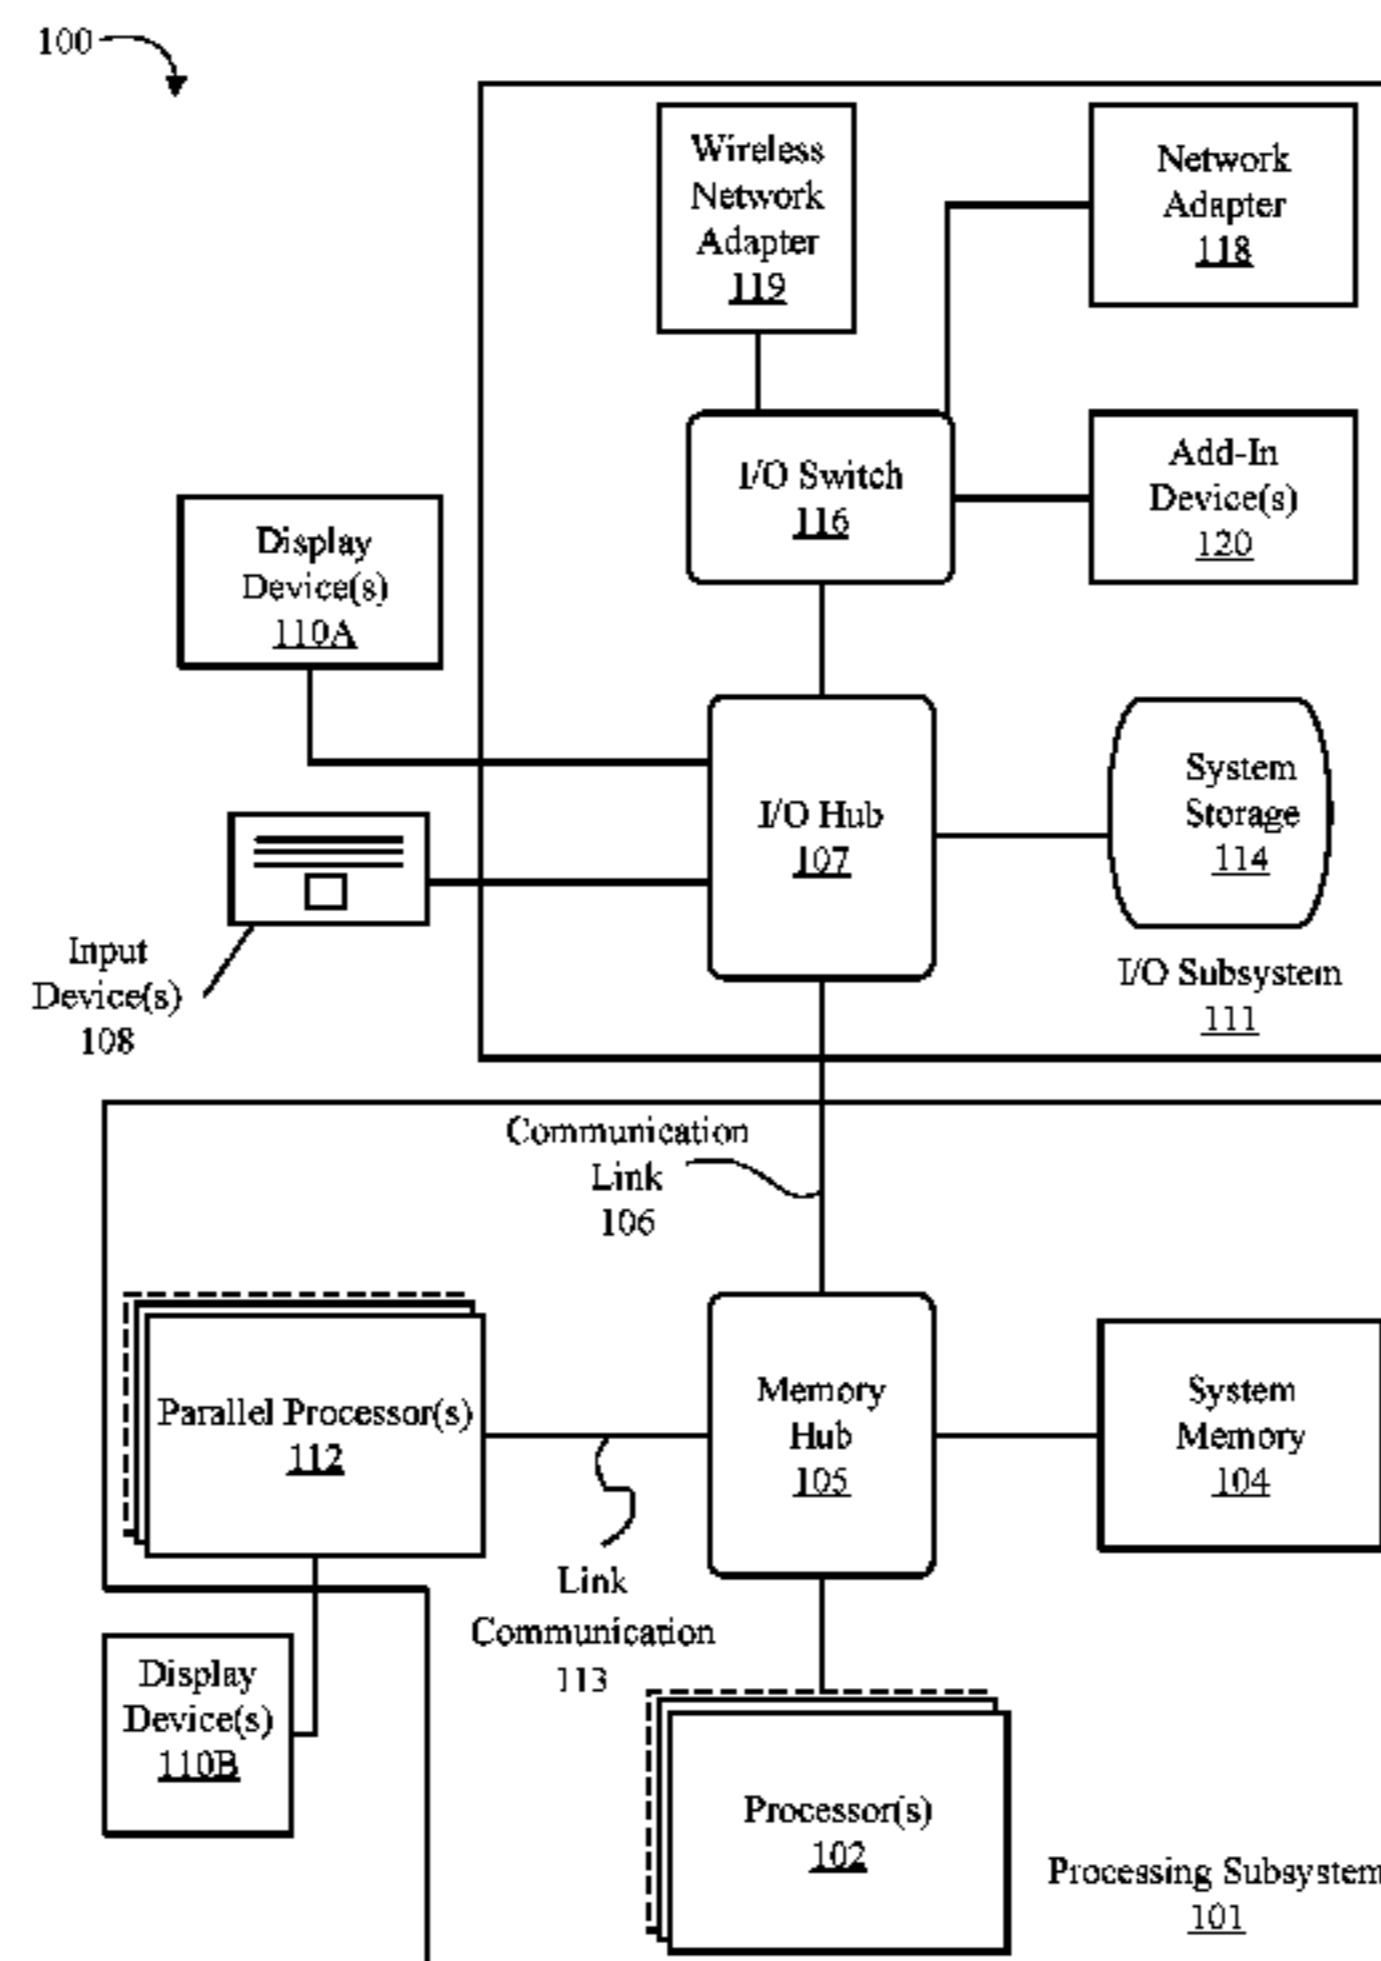 100
Wireless
Network
Adapter
119
Network
Adapter
118
I/O Switch
116
Add-In
Device(s)
120
Display
Device(s)
110A
I/O Hub
107
System
Storage
114
Input
Device(s)
108
I/O Subsystem
111
Communication
Link
106
Parallel Processor(s)
112
Memory
Hub
105
System
Memory
104
Link
Communication
113
Display
Device(s)
110B
Processor(s)
102
Processing Subsystem
101